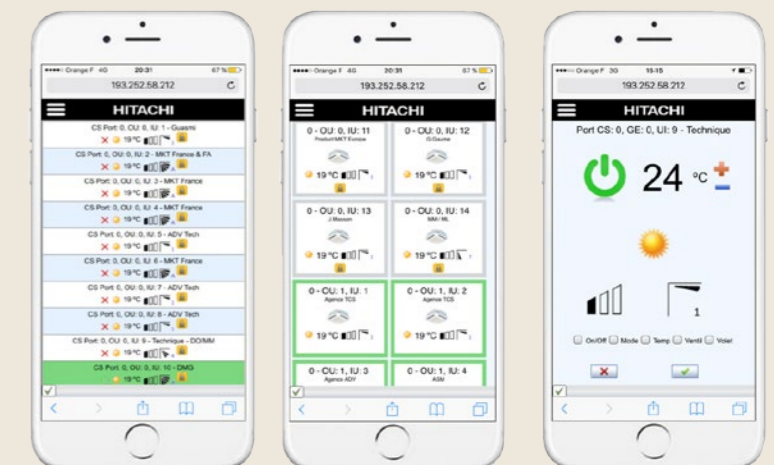 Orange F 4G 20:31 67 %
193.252.58.212
HITACHI
CS Port: 0, OU: 0, IU: 1 - Guasmi
19 °C
CS Port: 0, OU: 0, IU: 2 - MKT France & FA
19 °C A
CS Port: 0, OU: 0, IU: 3 - MKT France
19 °C A
CS Port: 0, OU: 0, IU: 4 - MKT France
19 °C A
CS Port: 0, OU: 0, IU: 5 - ADV Tech
19 °C
CS Port: 0, OU: 0, IU: 6 - MKT France
19 °C A
CS Port: 0, OU: 0, IU: 7 - ADV Tech
19 °C
CS Port: 0, OU: 0, IU: 8 - ADV Tech
19 °C
CS Port: 0, OU: 0, IU: 9 - Technique - DO/MM
19 °C
CS Port: 0, OU: 0, IU: 10 - DMG
19 °C
Orange F 4G 20:31 67 %
193.252.58.212
HITACHI
0 - OU: 0, IU: 11
Product MKT Europe
19 °C
0 - OU: 0, IU: 12
G.Gaume
19 °C
0 - OU: 0, IU: 13
J.Masson
19 °C
0 - OU: 0, IU: 14
MM / ML
19 °C
0 - OU: 1, IU: 1
Agence TCS
19 °C
0 - OU: 1, IU: 2
Agence TCS
19 °C
0 - OU: 1, IU: 3
Agence ADV
0 - OU: 1, IU: 4
ASM
Orange F 3G 15:15
193.252.58.212
HITACHI
Port CS: 0, GE: 0, UI: 9 - Technique
24 °C
1
On/Off Mode Temp Ventil Volet